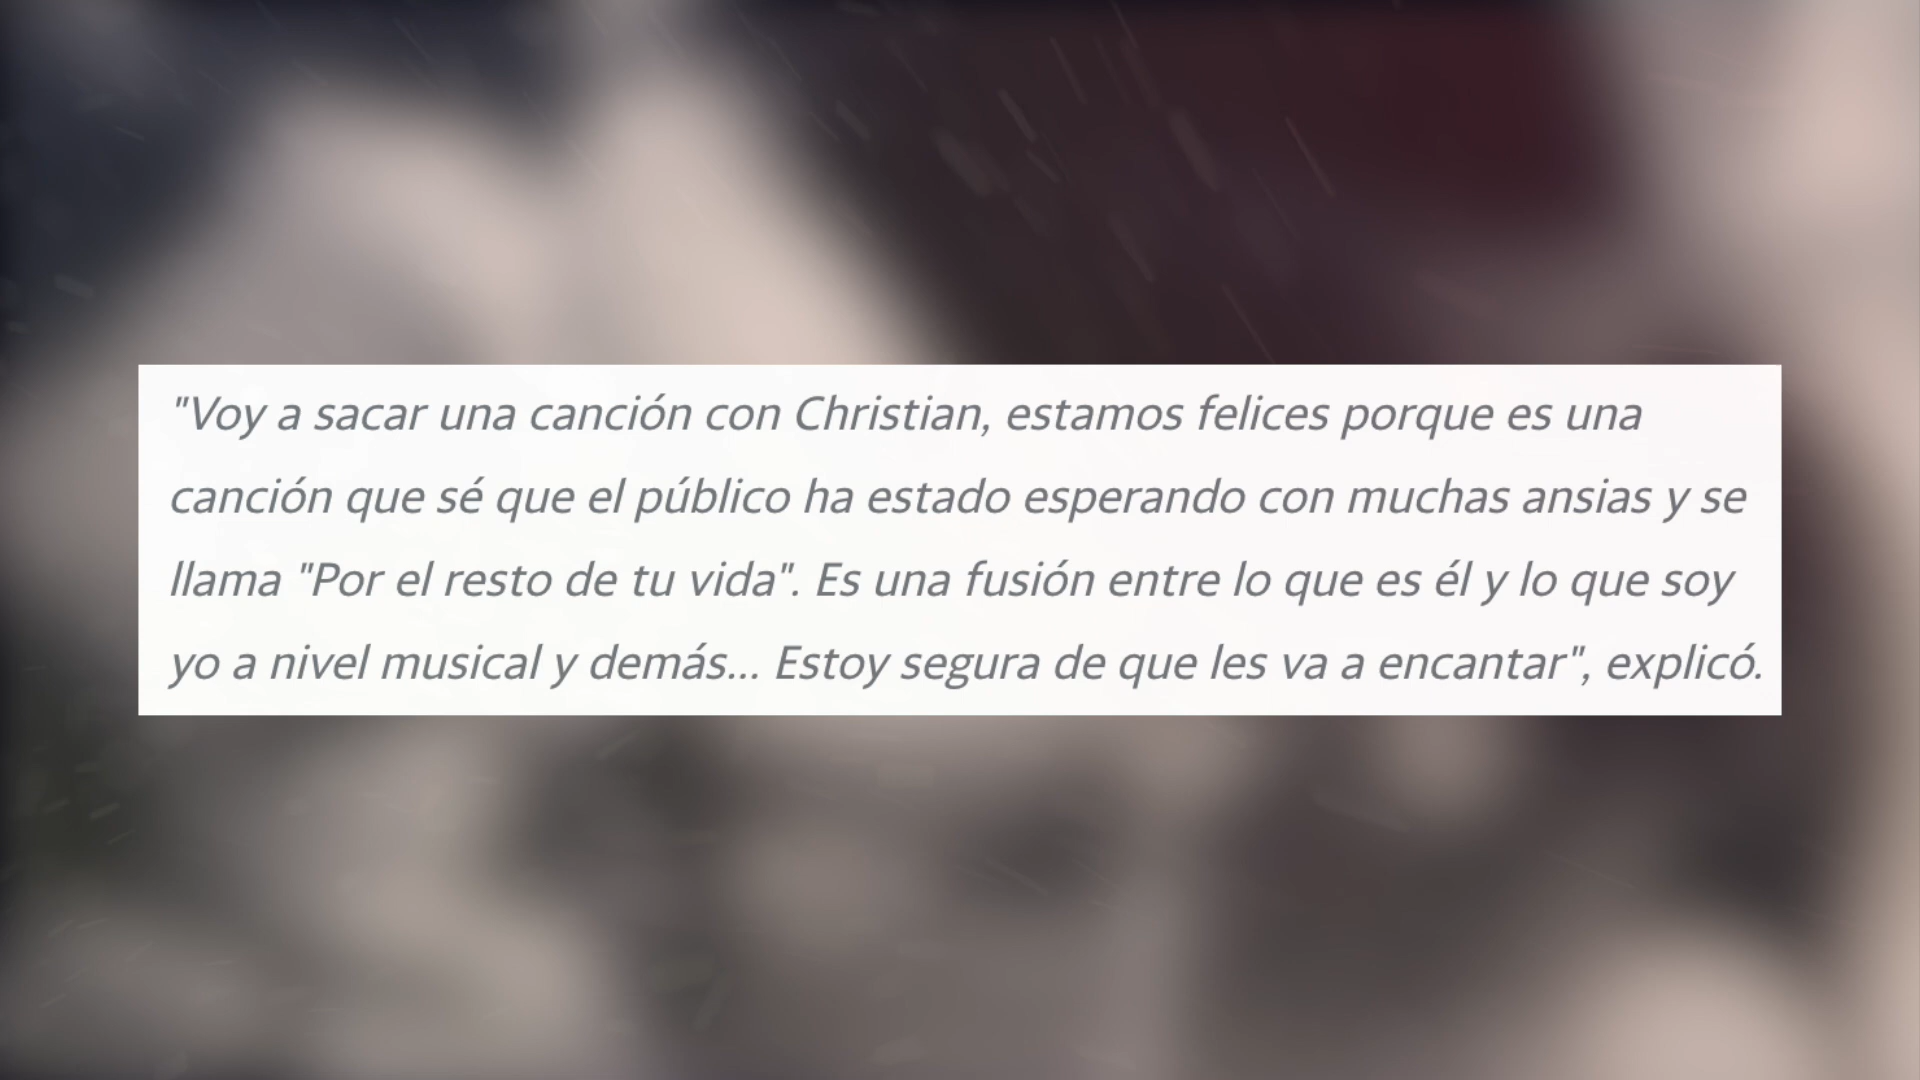 "Voy a sacar una canción con Christian, estamos felices porque es una
canción que sé que el público ha estado esperando con muchas ansias y se
llama "Por el resto de tu vida". Es una fusión entre lo que es él y lo que soy
yo a nivel musical y demás... Estoy segura de que les va a encantar", explicó.